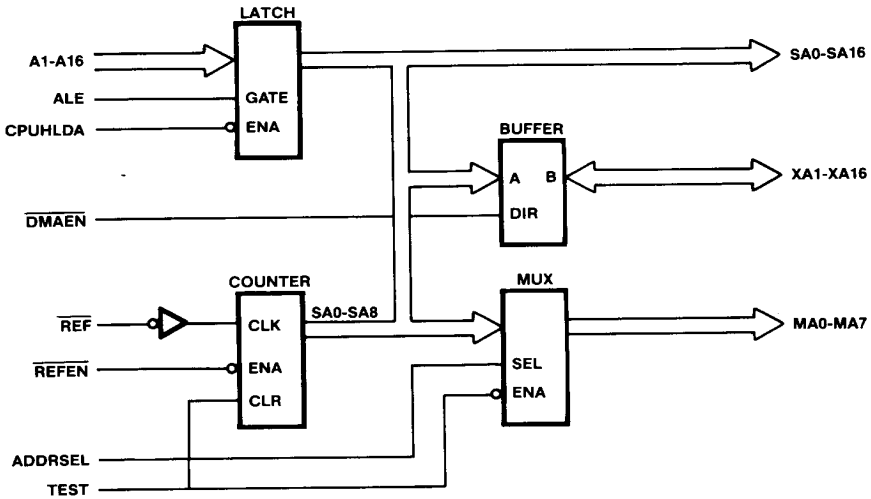 LATCH
A1-A16
SA0-SA16
ALE
GATE
CPUHLDA
ENA
BUFFER
A B
XA1-XA16
DMAEN
DIR
COUNTER
MUX
SA0-SA8
REF
CLK
MA0-MA7
REFEN
ENA
SEL
CLR
ENA
ADDRSEL
TEST